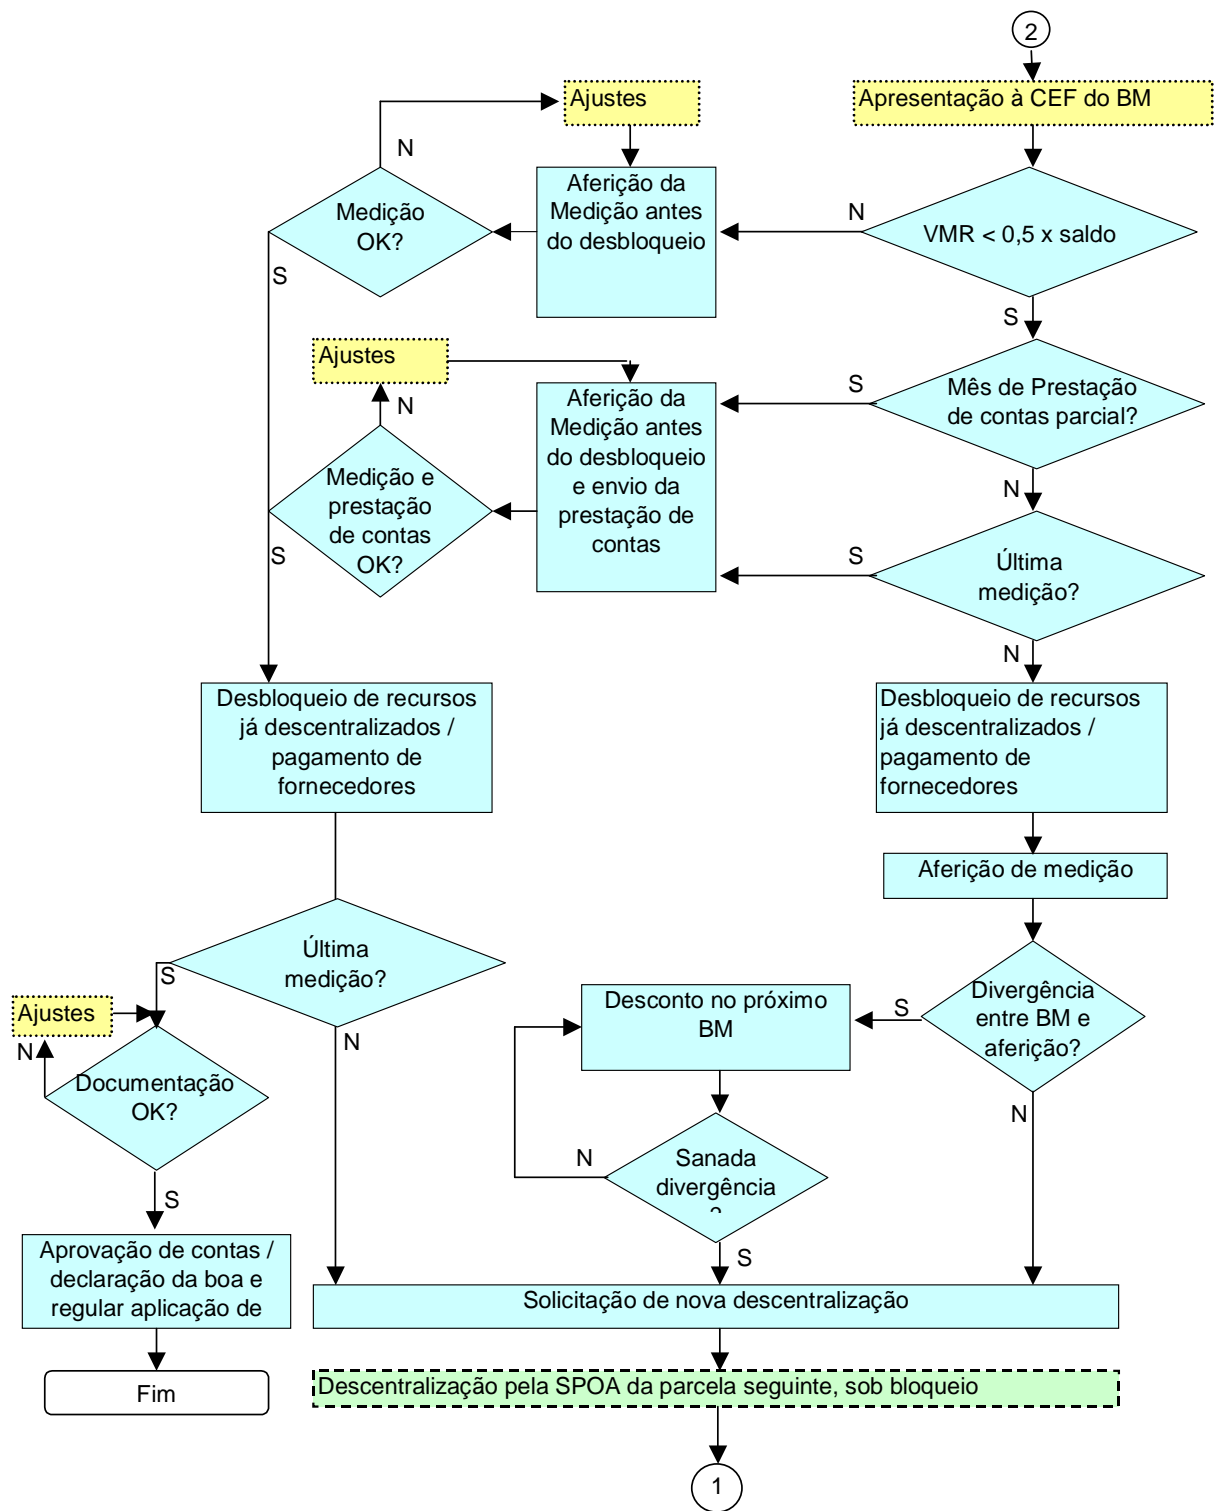 2
Apresentação à CEF do BM
Ajustes
N
Medição
OK?
S
Aferição da
Medição antes
do desbloqueio
N
VMR < 0,5 x saldo
S
Ajustes
N
Medição e
prestação
de contas
OK?
S
Aferição da
Medição antes
do desbloqueio
e envio da
prestação de
contas
S
Mês de Prestação
de contas parcial?
N
S
Última
medição?
N
Desbloqueio de recursos
já descentralizados /
pagamento de
fornecedores
Desbloqueio de recursos
já descentralizados /
pagamento de
fornecedores
Aferição de medição
Última
medição?
S
N
Ajustes
N
Documentação
OK?
S
Desconto no próximo
BM
S
Divergência
entre BM e
aferição?
N
N
Sanada
divergência
S
Aprovação de contas /
declaração da boa e
regular aplicação de
Solicitação de nova descentralização
Fim
Descentralização pela SPOA da parcela seguinte, sob bloqueio
1